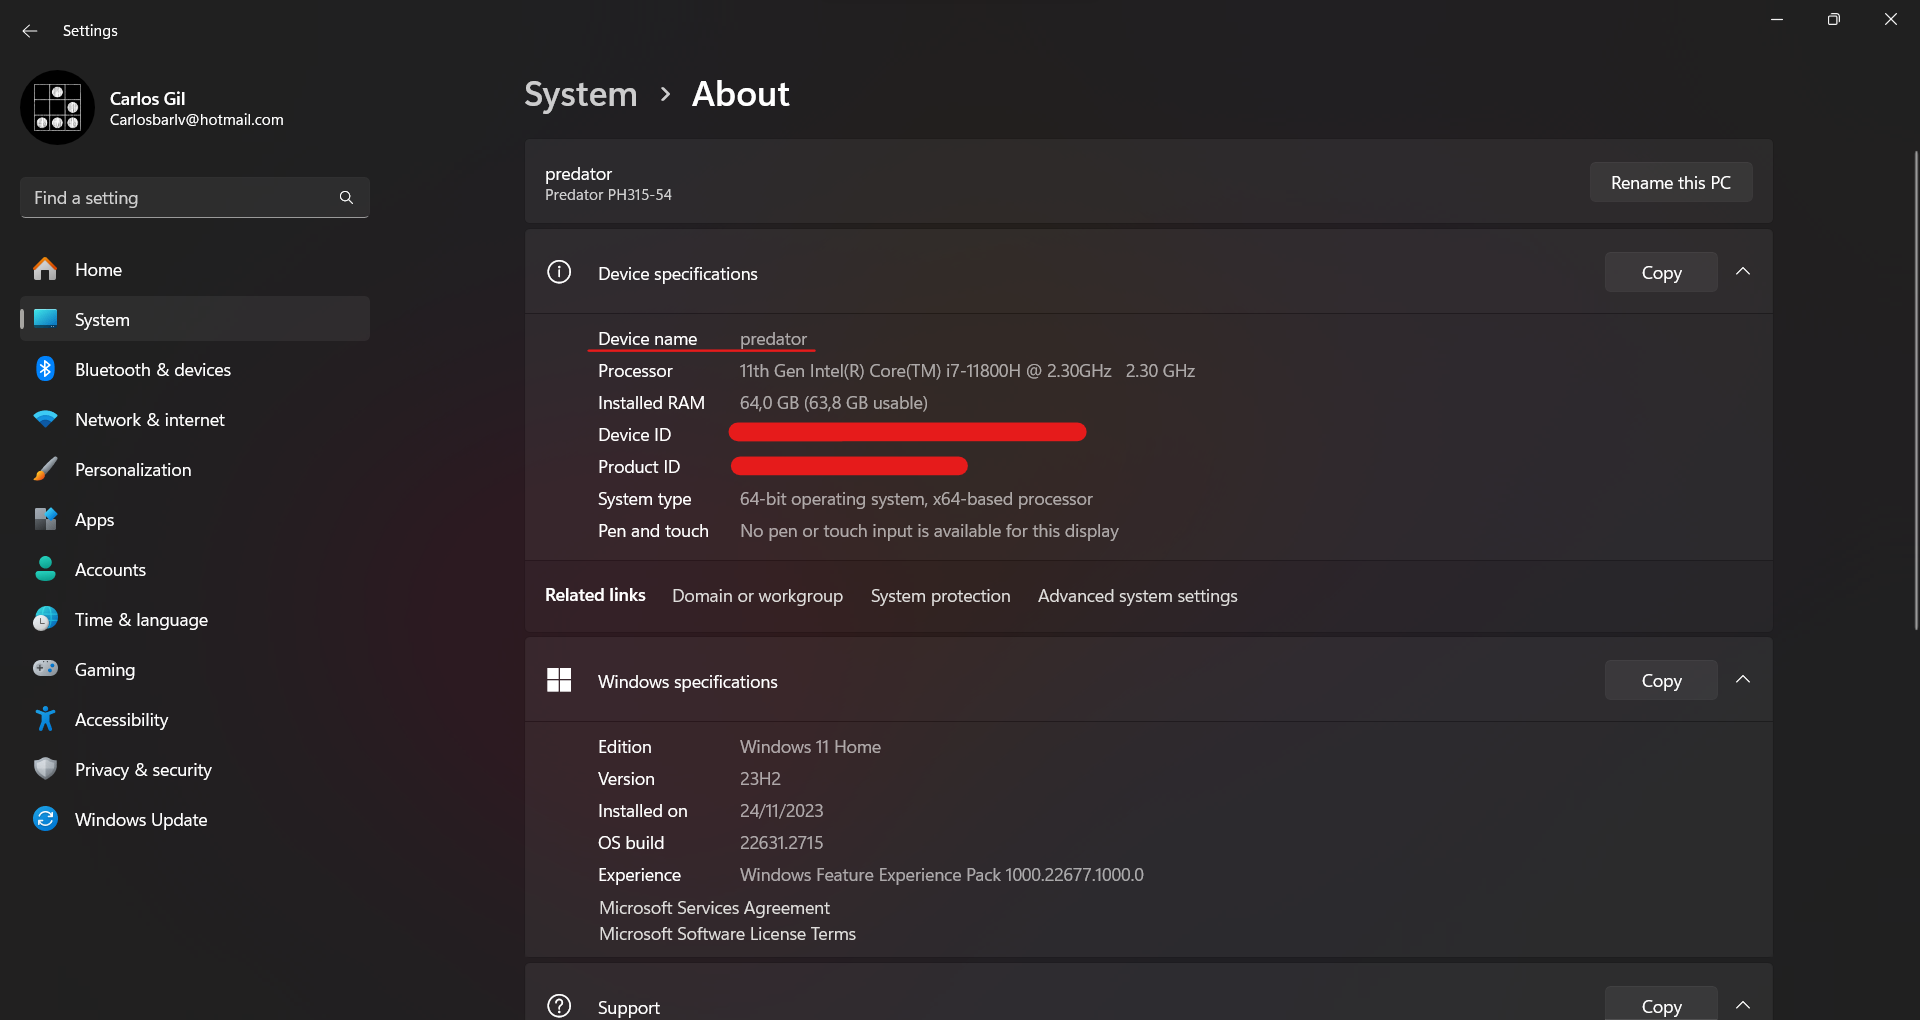 Settings
Carlos Gil
Carlosbarlv@hotmail.com
Find a setting
Home
System
Bluetooth & devices
Network & internet
Personalization
Apps
Accounts
Time & language
Gaming
Accessibility
Privacy & security
Windows Update
System > About
predator
Predator PH315-54
Rename this PC
Device specifications
Copy
Device name predator
Processor 11th Gen Intel(R) Core(TM) i7-11800H @ 2.30GHz 2.30 GHz
Installed RAM 64,0 GB (63,8 GB usable)
Device ID
Product ID
System type 64-bit operating system, x64-based processor
Pen and touch No pen or touch input is available for this display
Related links Domain or workgroup System protection Advanced system settings
Windows specifications
Copy
Edition Windows 11 Home
Version 23H2
Installed on 24/11/2023
OS build 22631.2715
Experience Windows Feature Experience Pack 1000.22677.1000.0
Microsoft Services Agreement
Microsoft Software License Terms
Support
Copy